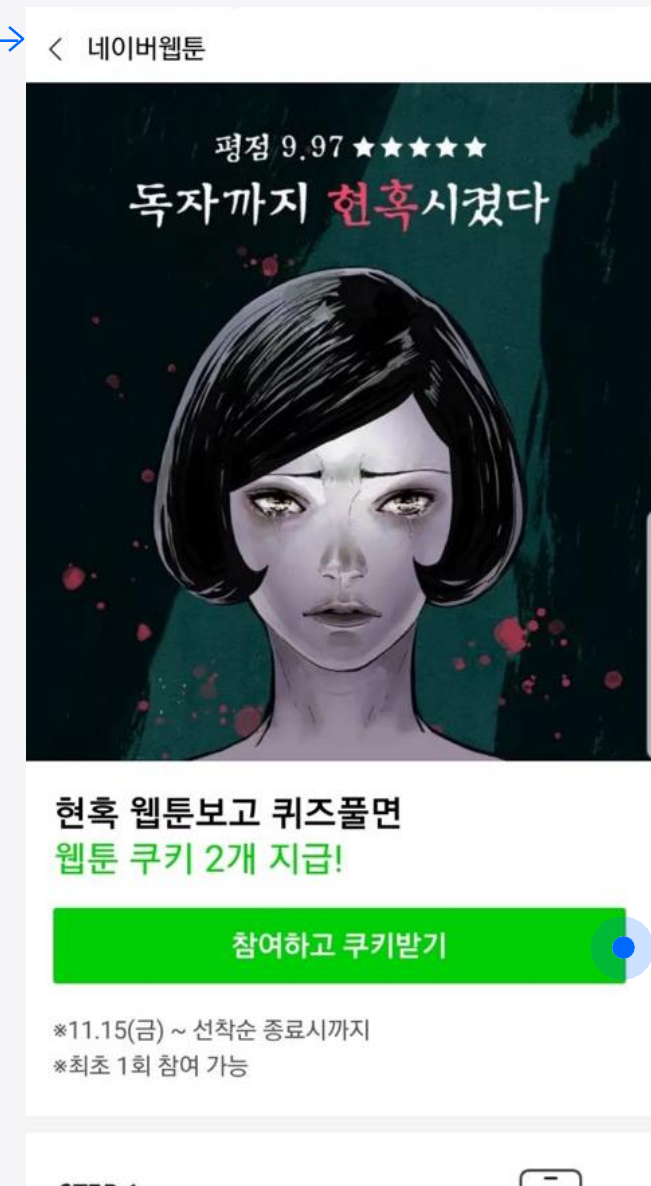 네이버웹툰
평점 9.97 ★★★★★
독자까지 현혹시켰다
현혹 웹툰보고 퀴즈풀면
웹툰 쿠키 2개 지급!
참여하고 쿠키받기
※11.15(금) ~ 선착순 종료시까지
※최초 1회 참여 가능